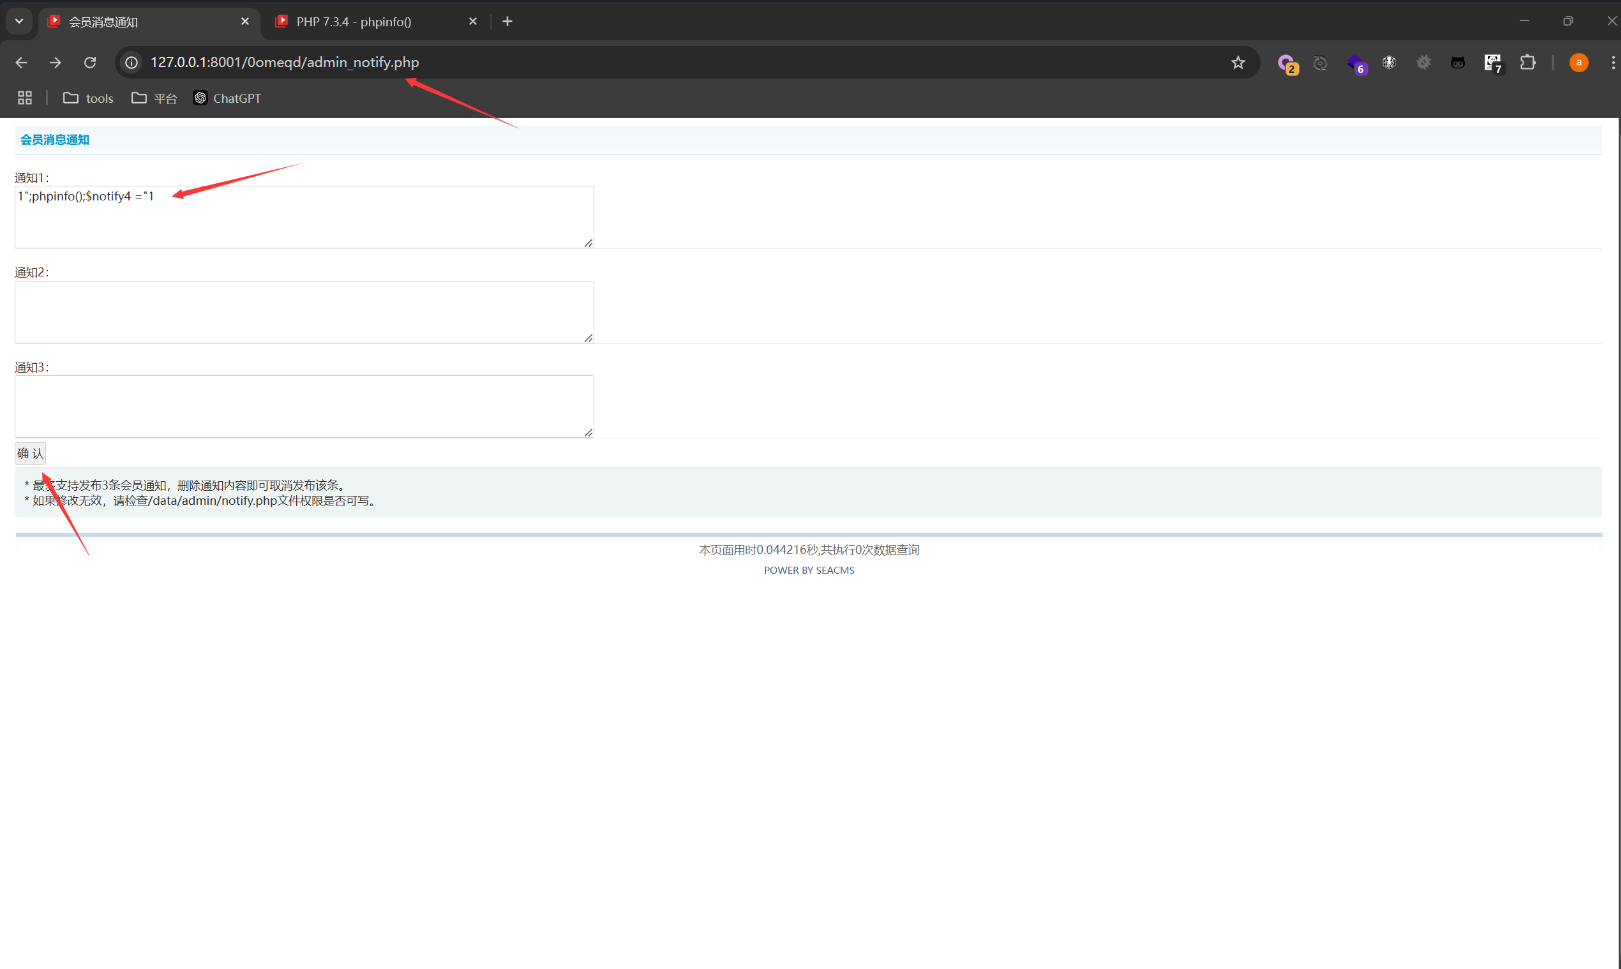 会员消息通知
PHP 7.3.4 - phpinfo()
127.0.0.1:8001/0omeqd/admin_notify.php
2
6
7
a
tools
平台
ChatGPT
会员消息通知
通知1：
1";phpinfo();$notify4 ="1
通知2：
通知3：
确 认
* 最多支持发布3条会员通知，删除通知内容即可取消发布该条。
* 如果修改无效，请检查/data/admin/notify.php文件权限是否可写。
本页面用时0.044216秒,共执行0次数据查询
POWER BY SEACMS